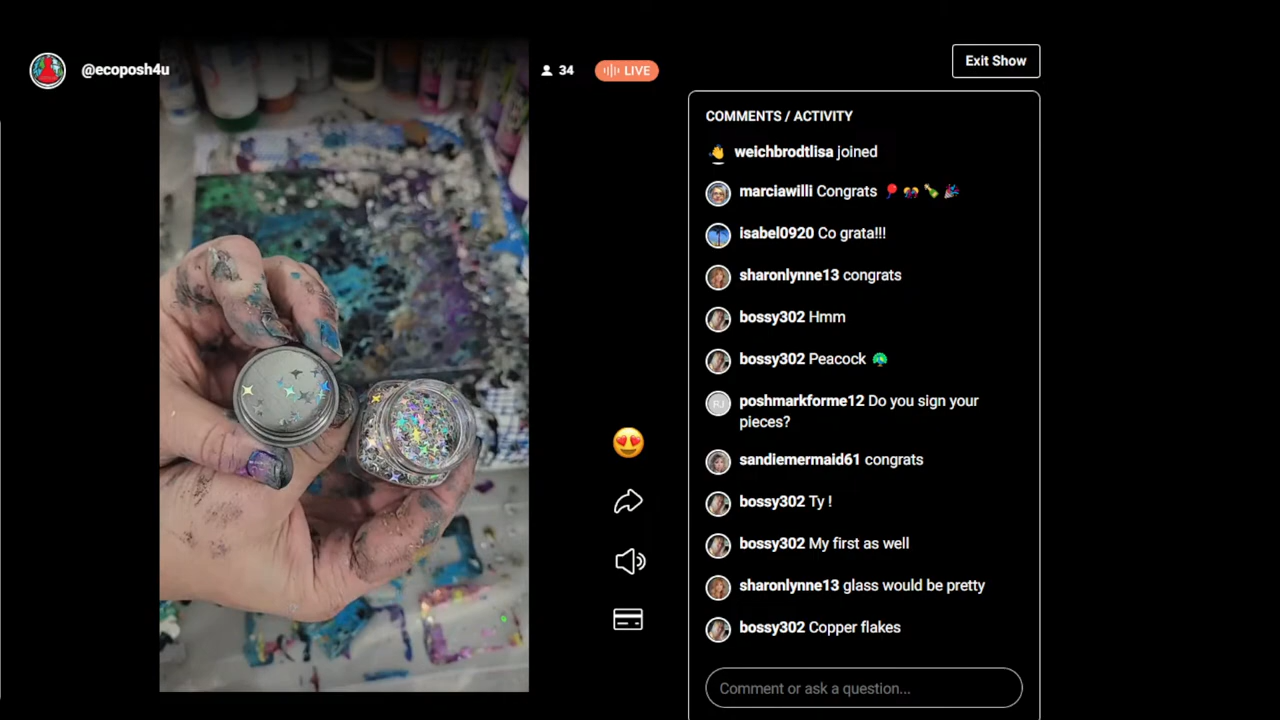 @ecoposh4u
34
LIVE
Exit Show
COMMENTS / ACTIVITY
weichbrodtlisa joined
marciawilli Congrats 🎈🎊🍾🎉
isabel0920 Co grata!!!
sharonlynne13 congrats
bossy302 Hmm
bossy302 Peacock 🦚
RJ
poshmarkforme12 Do you sign your
pieces?
sandiemermaid61 congrats
bossy302 Ty !
bossy302 My first as well
sharonlynne13 glass would be pretty
bossy302 Copper flakes
Comment or ask a question...